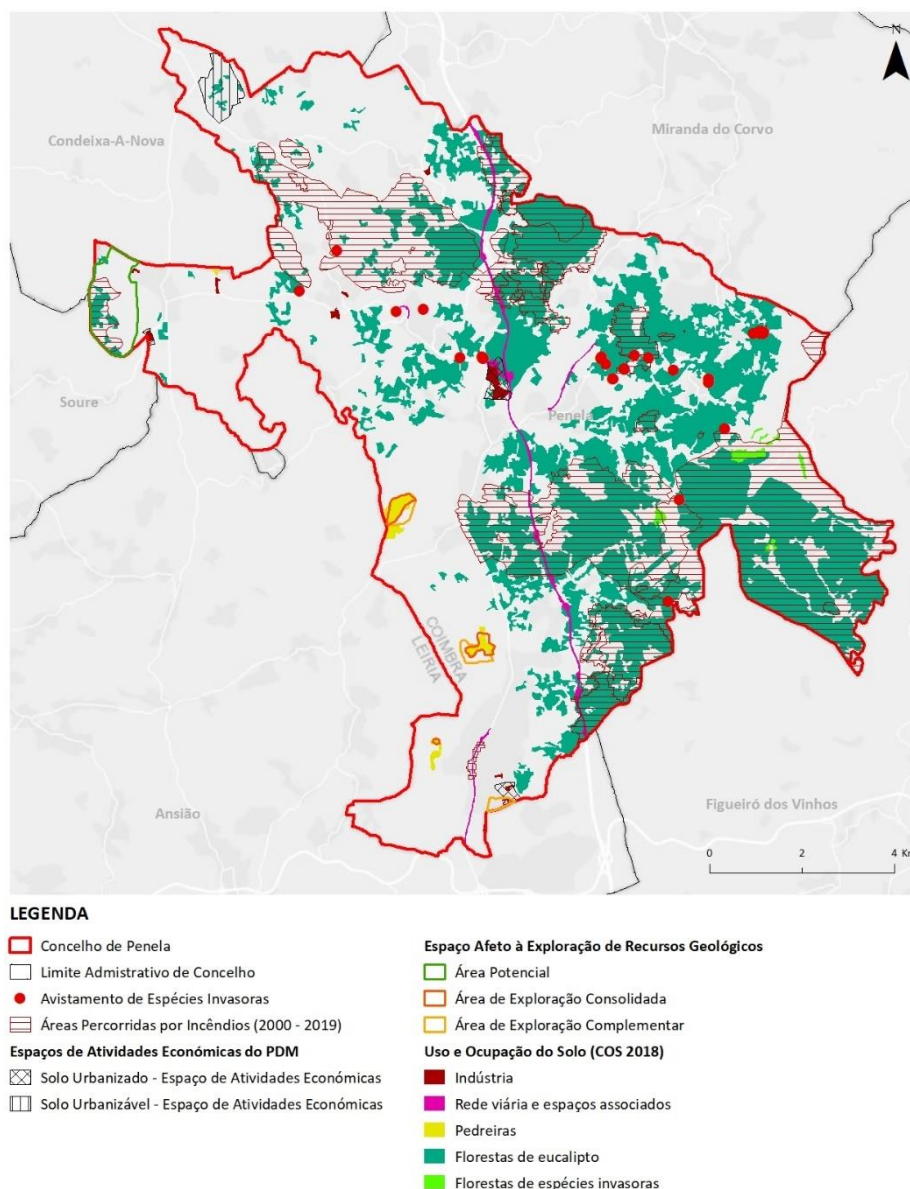 N
Miranda do Corvo
Condeixa-A-Nova
Soure
Penela
COIMBRA
LEIRIA
Ansião
Figueiró dos Vinhos
0 2 4 K
LEGENDA
Concelho de Penela
Limite Admistrativo de Concelho
Avistamento de Espécies Invasoras
Áreas Percorridas por Incêndios (2000 - 2019)
Espaços de Atividades Económicas do PDM
Solo Urbanizado - Espaço de Atividades Económicas
Solo Urbanizável - Espaço de Atividades Económicas
Espaço Afeto à Exploração de Recursos Geológicos
Área Potencial
Área de Exploração Consolidada
Área de Exploração Complementar
Uso e Ocupação do Solo (COS 2018)
Indústria
Rede viária e espaços associados
Pedreiras
Florestas de eucalipto
Florestas de espécies invasoras